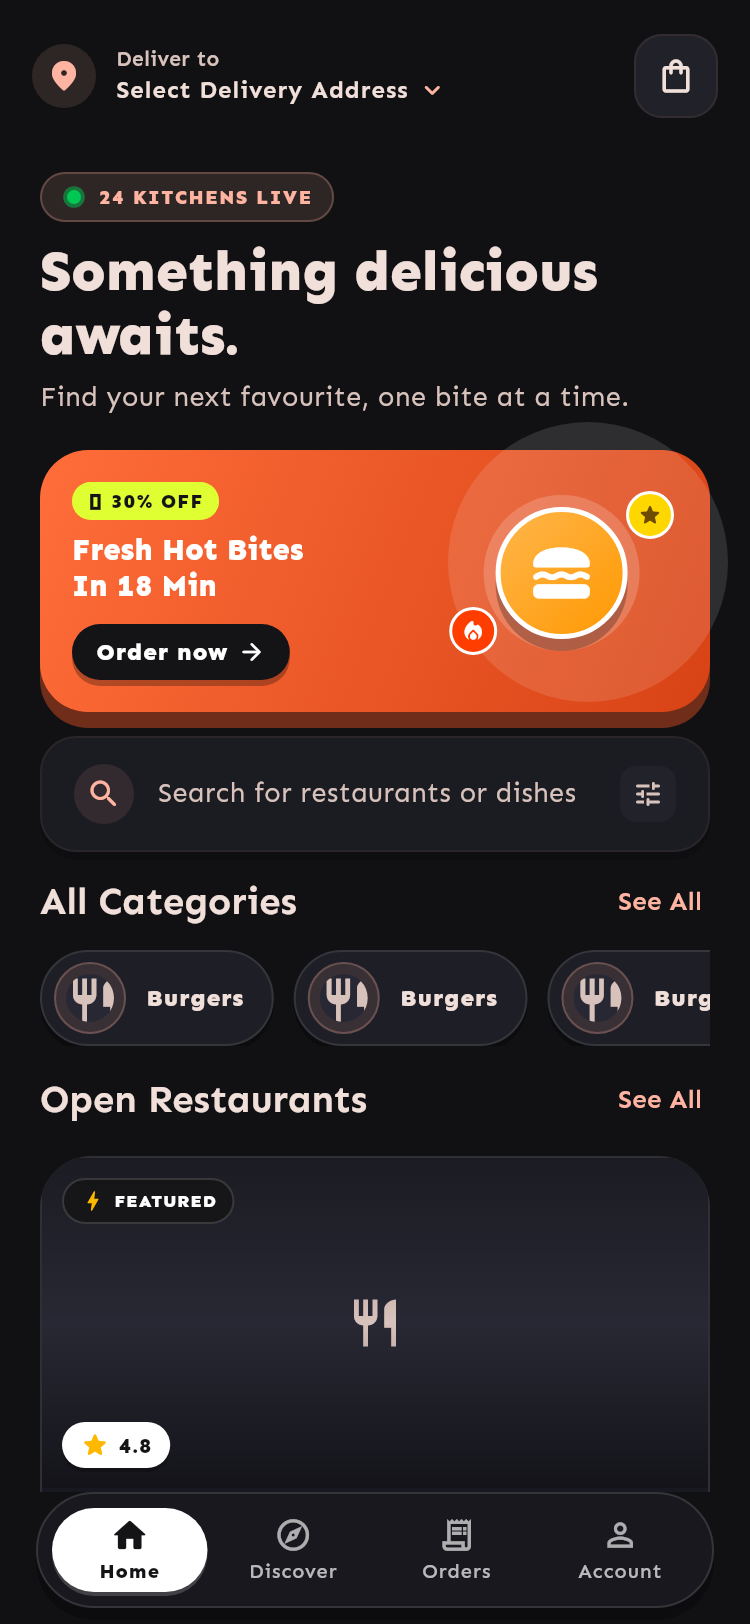 Deliver to
Select Delivery Address
24 KITCHENS LIVE
Something delicious
awaits.
Find your next favourite, one bite at a time.
30% OFF
Fresh Hot Bites
In 18 Min
Order now
Search for restaurants or dishes
All Categories
See All
Burgers
Burgers
Burg
Open Restaurants
See All
FEATURED
4.8
Home
Discover
Orders
Account